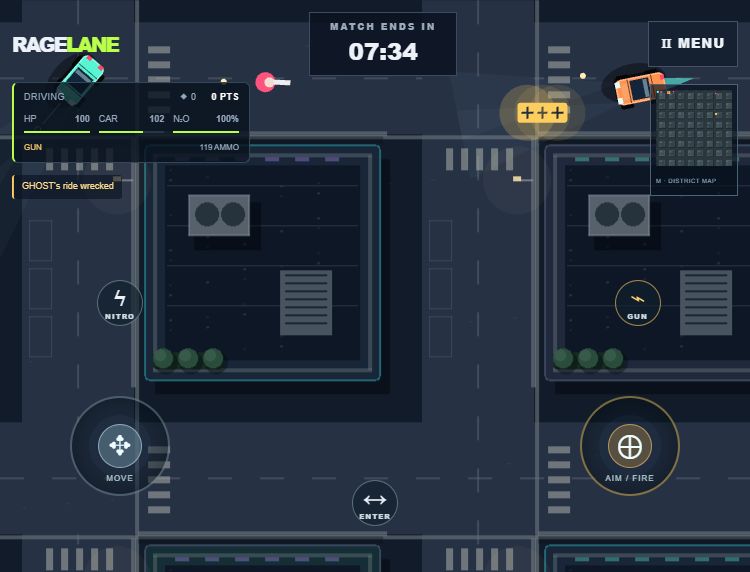 RAGELANE
MATCH ENDS IN
07:34
II MENU
DRIVING ◆ 0 0 PTS
HP 100 CAR 102 N₂O 100%
GUN 119 AMMO
M · DISTRICT MAP
GHOST's ride wrecked
+++
NITRO
GUN
MOVE
AIM / FIRE
ENTER